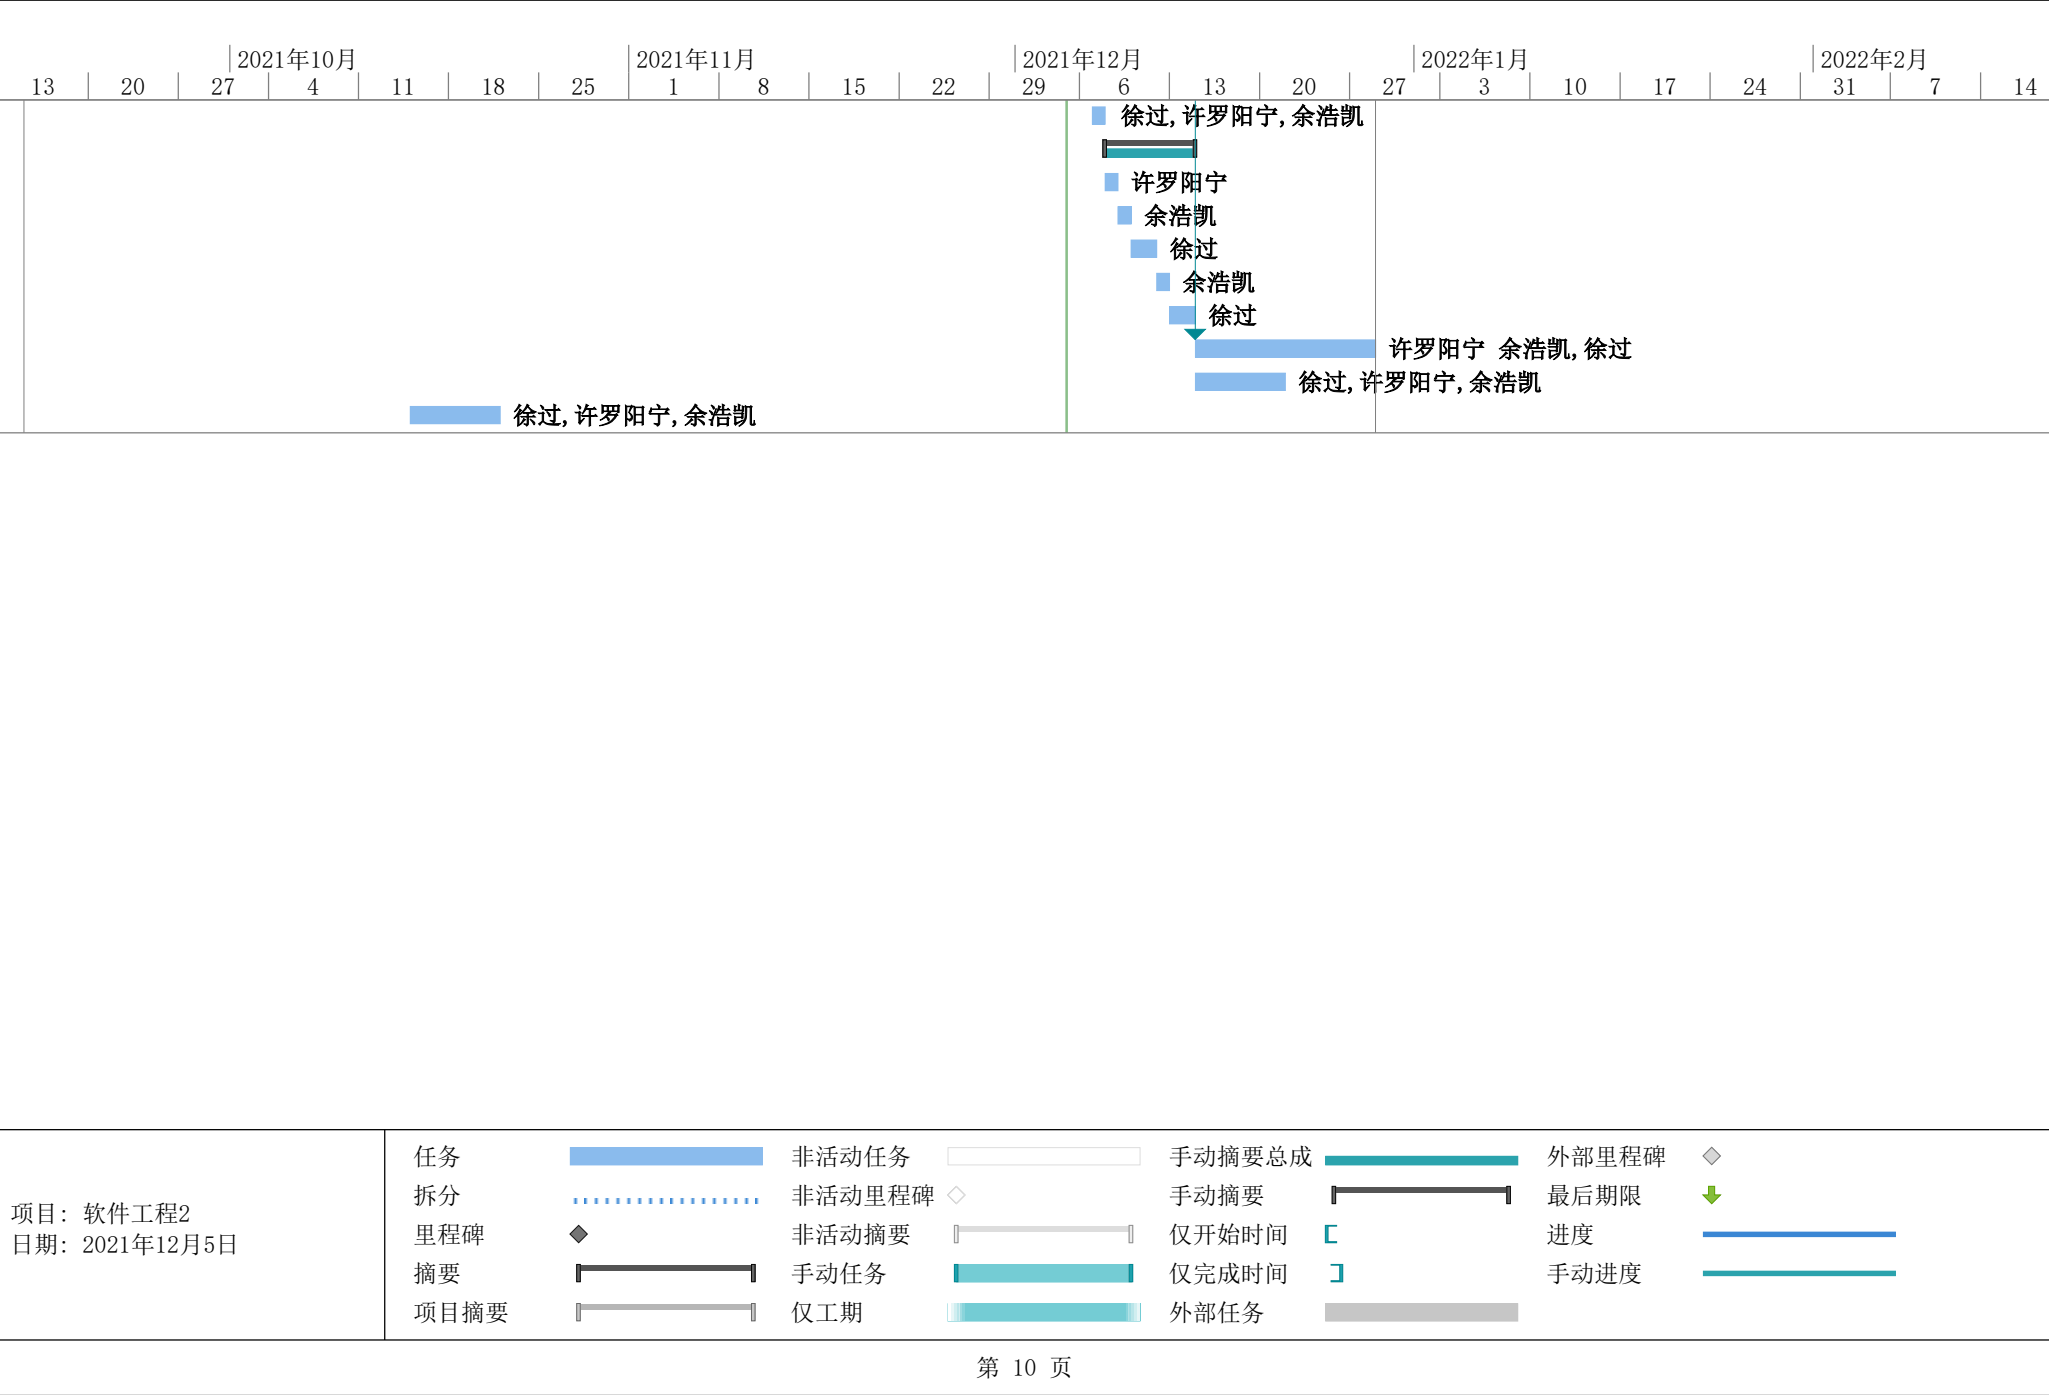 2021年10月 2021年11月 2021年12月 2022年1月 2022年2月
13 20 27 4 11 18 25 1 8 15 22 29 6 13 20 27 3 10 17 24 31 7 14
徐过,许罗阳宁,余浩凯
许罗阳宁
余浩凯
徐过
余浩凯
徐过
许罗阳宁 余浩凯,徐过
徐过,许罗阳宁,余浩凯
徐过,许罗阳宁,余浩凯
项目: 软件工程2
日期: 2021年12月5日
任务
拆分
里程碑
摘要
项目摘要
非活动任务
非活动里程碑
非活动摘要
手动任务
仅工期
手动摘要总成
手动摘要
仅开始时间
仅完成时间
外部任务
外部里程碑
最后期限
进度
手动进度
第 10 页